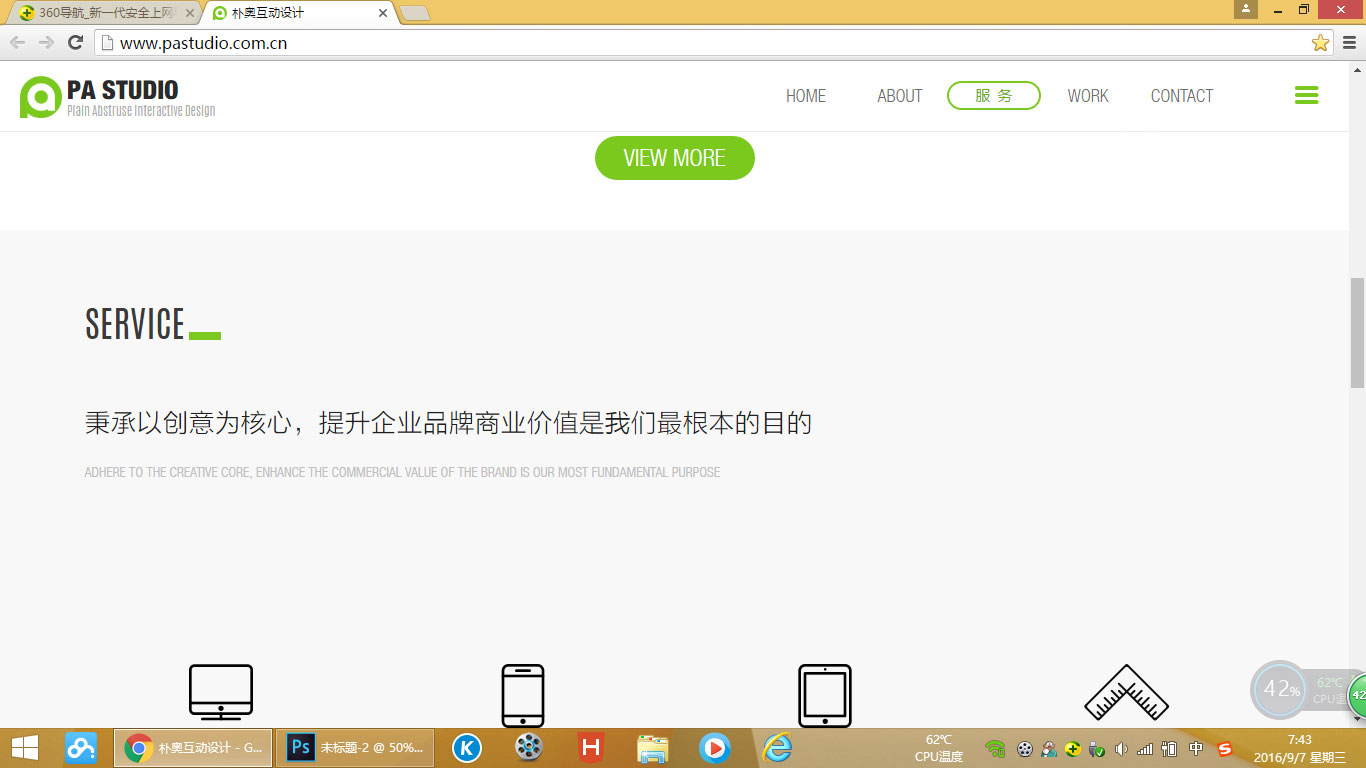 360导航_新一代安全上网
朴奥互动设计
www.pastudio.com.cn
PA STUDIO
Plain Abstruse Interactive Design
HOME
ABOUT
服 务
WORK
CONTACT
VIEW MORE
SERVICE
秉承以创意为核心，提升企业品牌商业价值是我们最根本的目的
ADHERE TO THE CREATIVE CORE, ENHANCE THE COMMERCIAL VALUE OF THE BRAND IS OUR MOST FUNDAMENTAL PURPOSE
42%
62℃
CPU温
42
朴奥互动设计 - G...
Ps
未标题-2 @ 50%...
K
H
62℃
CPU温度
中
S
7:43
2016/9/7 星期三